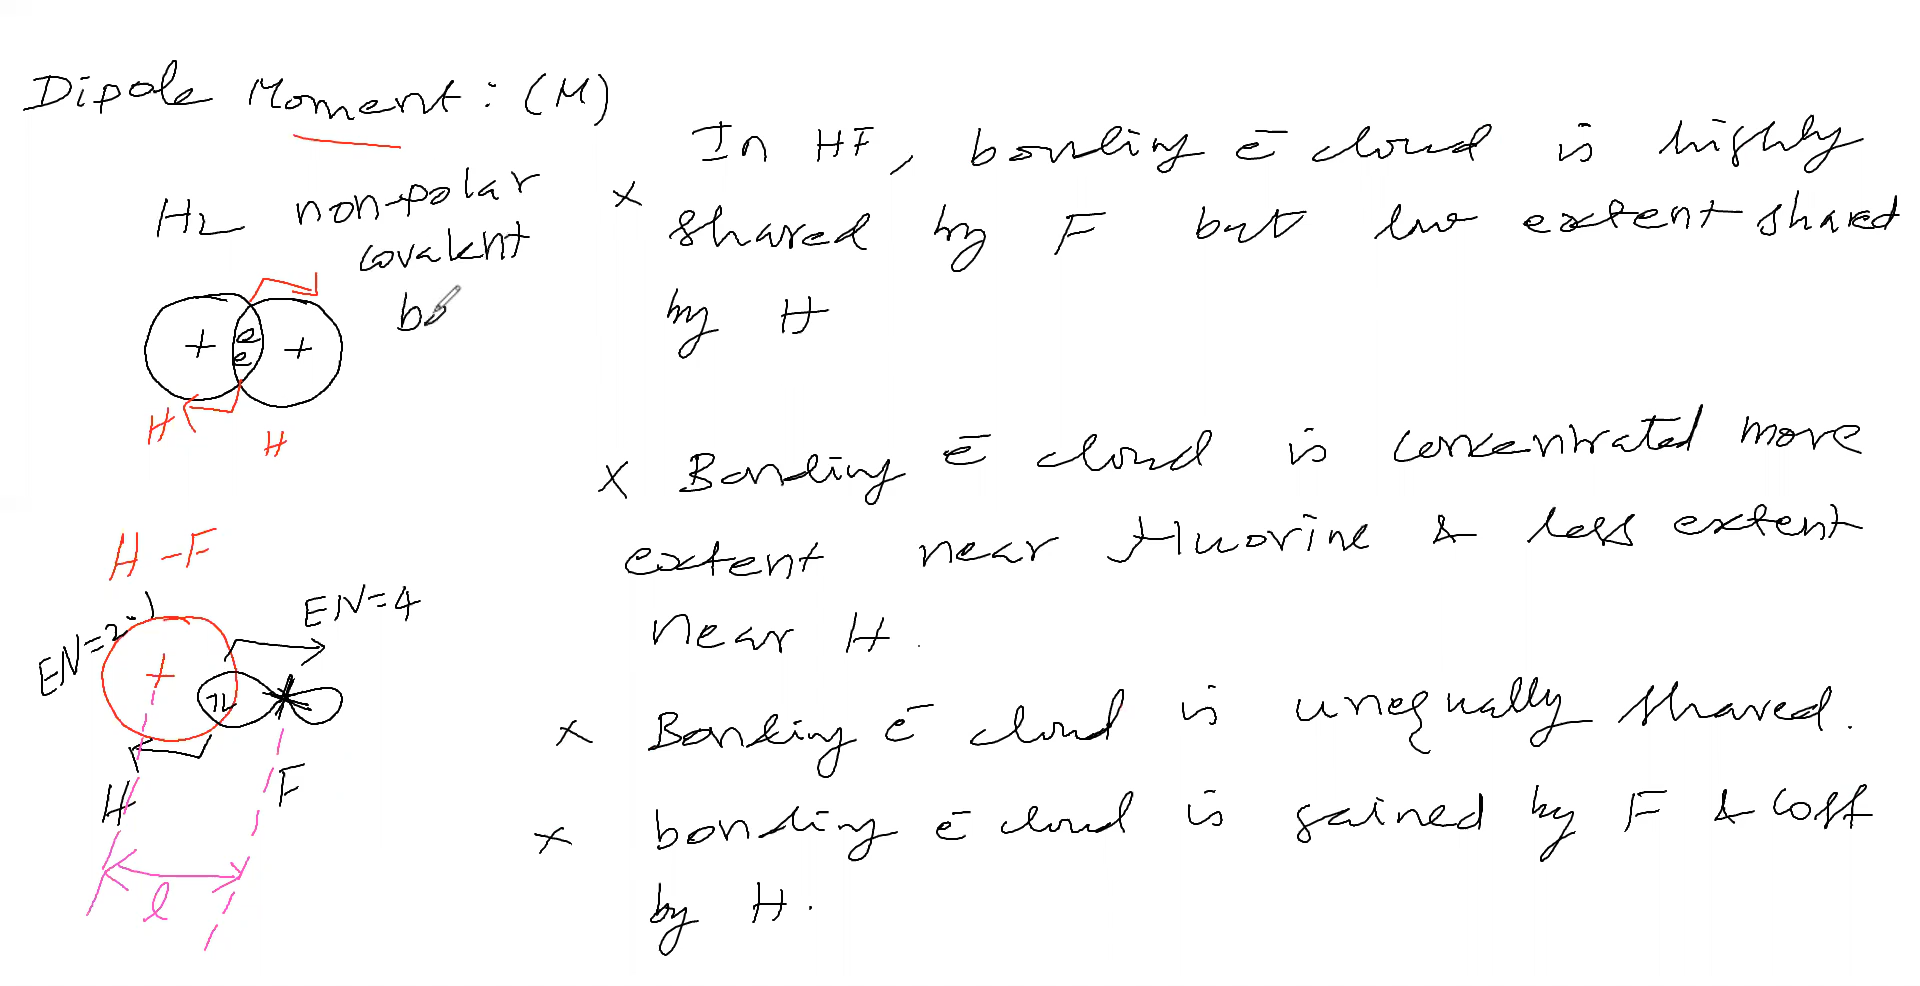 Dipole Moment : (M)
H2 non-polar
covalent
bo
+ e e +
H H
H-F
EN=2.1
EN=4
+ 1L
H F
l
In HF, bonding ē cloud is highly
x shared by F but low extent shared
by H
x Bonding ē cloud is concentrated more
extent near fluorine & less extent
near H.
x Bonding ē cloud is unequally shared.
x bonding ē cloud is gained by F &
by H.